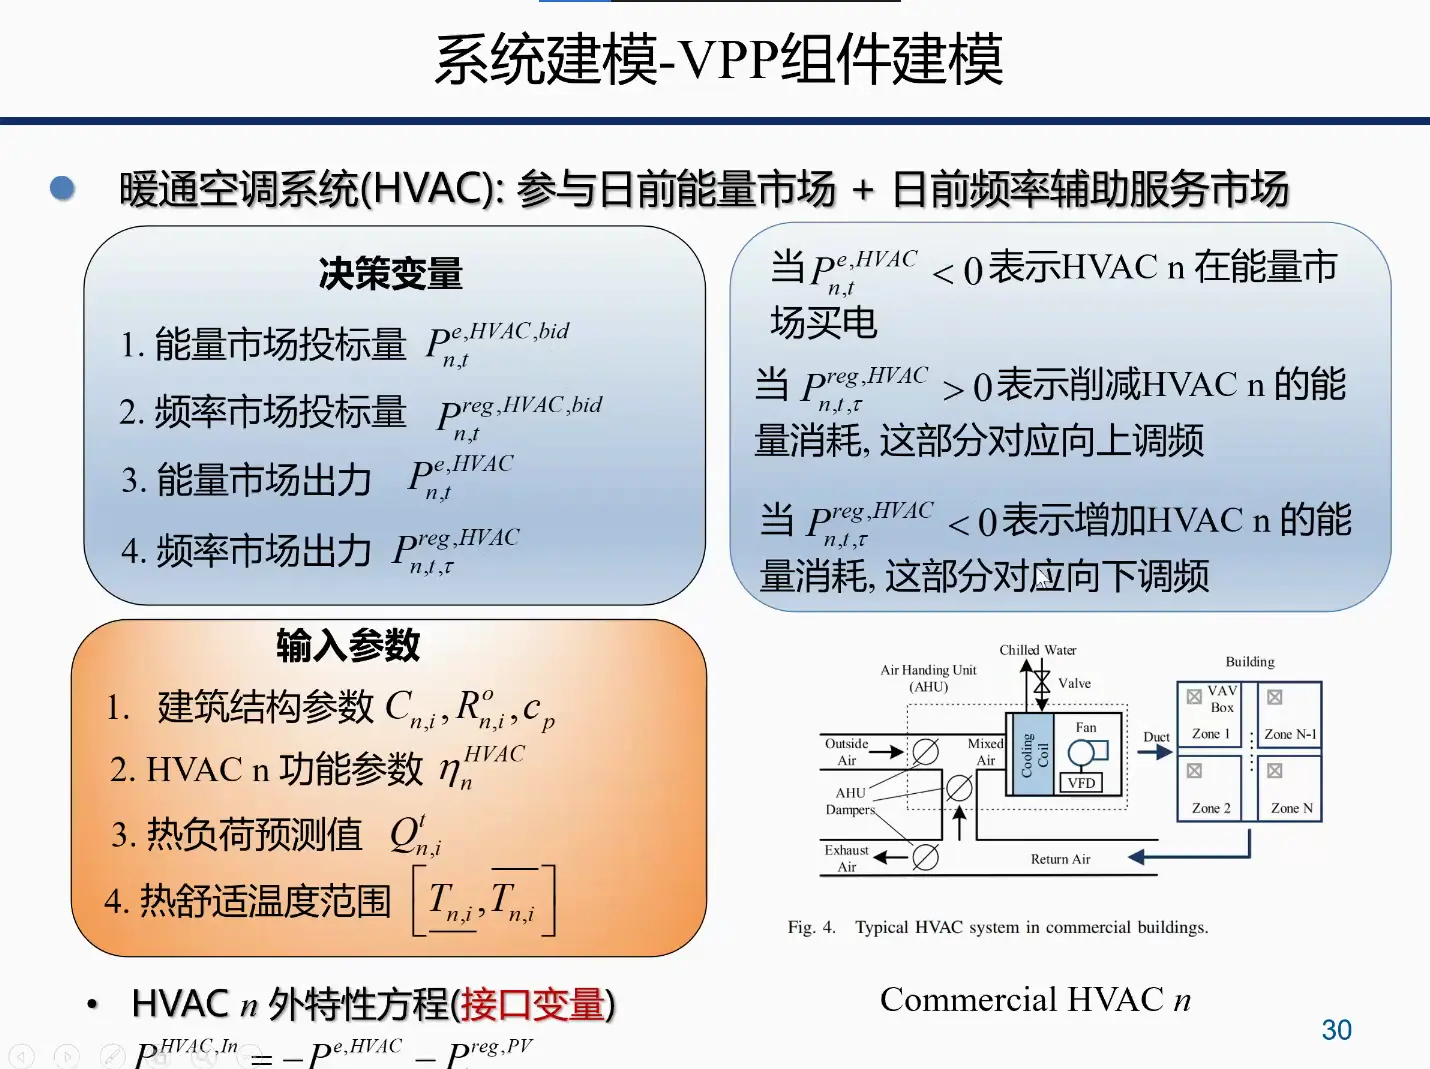 系统建模-VPP组件建模
暖通空调系统(HVAC): 参与日前能量市场 + 日前频率辅助服务市场
决策变量
1. 能量市场投标量 P_{n,t}^{e,HVAC,bid}
2. 频率市场投标量 P_{n,t}^{reg,HVAC,bid}
3. 能量市场出力 P_{n,t}^{e,HVAC}
4. 频率市场出力 P_{n,t,τ}^{reg,HVAC}
当 P_{n,t}^{e,HVAC} < 0 表示HVAC n 在能量市
场买电
当 P_{n,t,τ}^{reg,HVAC} > 0 表示削减HVAC n 的能
量消耗, 这部分对应向上调频
当 P_{n,t,τ}^{reg,HVAC} < 0 表示增加HVAC n 的能
量消耗, 这部分对应向下调频
输入参数
1. 建筑结构参数 C_{n,i}, R_{n,i}^{o}, c_p
2. HVAC n 功能参数 η_n^{HVAC}
3. 热负荷预测值 Q_{n,i}^{t}
4. 热舒适温度范围 [\underline{T_{n,i}}, \overline{T_{n,i}}]
Chilled Water
Valve
Air Handing Unit
(AHU)
Outside
Air
Mixed
Air
Cooling
Coil
Fan
VFD
AHU
Dampers
Exhaust
Air
Return Air
Duct
Building
VAV
Box
Zone 1
Zone N-1
Zone 2
Zone N
Fig. 4. Typical HVAC system in commercial buildings.
Commercial HVAC n
• HVAC n 外特性方程(接口变量)
P^{HVAC,In} = −P^{e,HVAC} − P^{reg,PV}
30